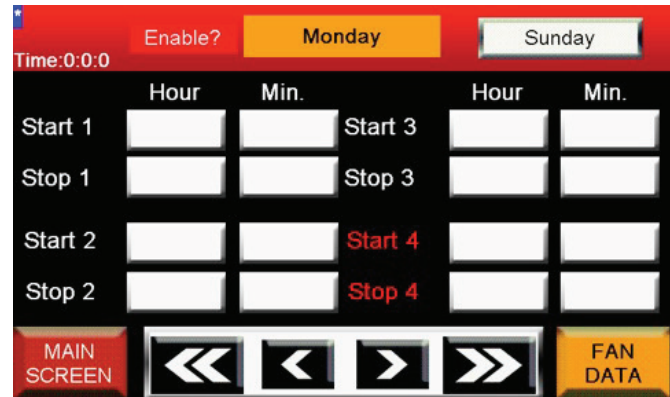 *
Enable? Monday Sunday
Time:0:0:0
Hour Min. Hour Min.
Start 1 Start 3
Stop 1 Stop 3
Start 2 Start 4
Stop 2 Stop 4
MAIN
SCREEN
FAN
DATA